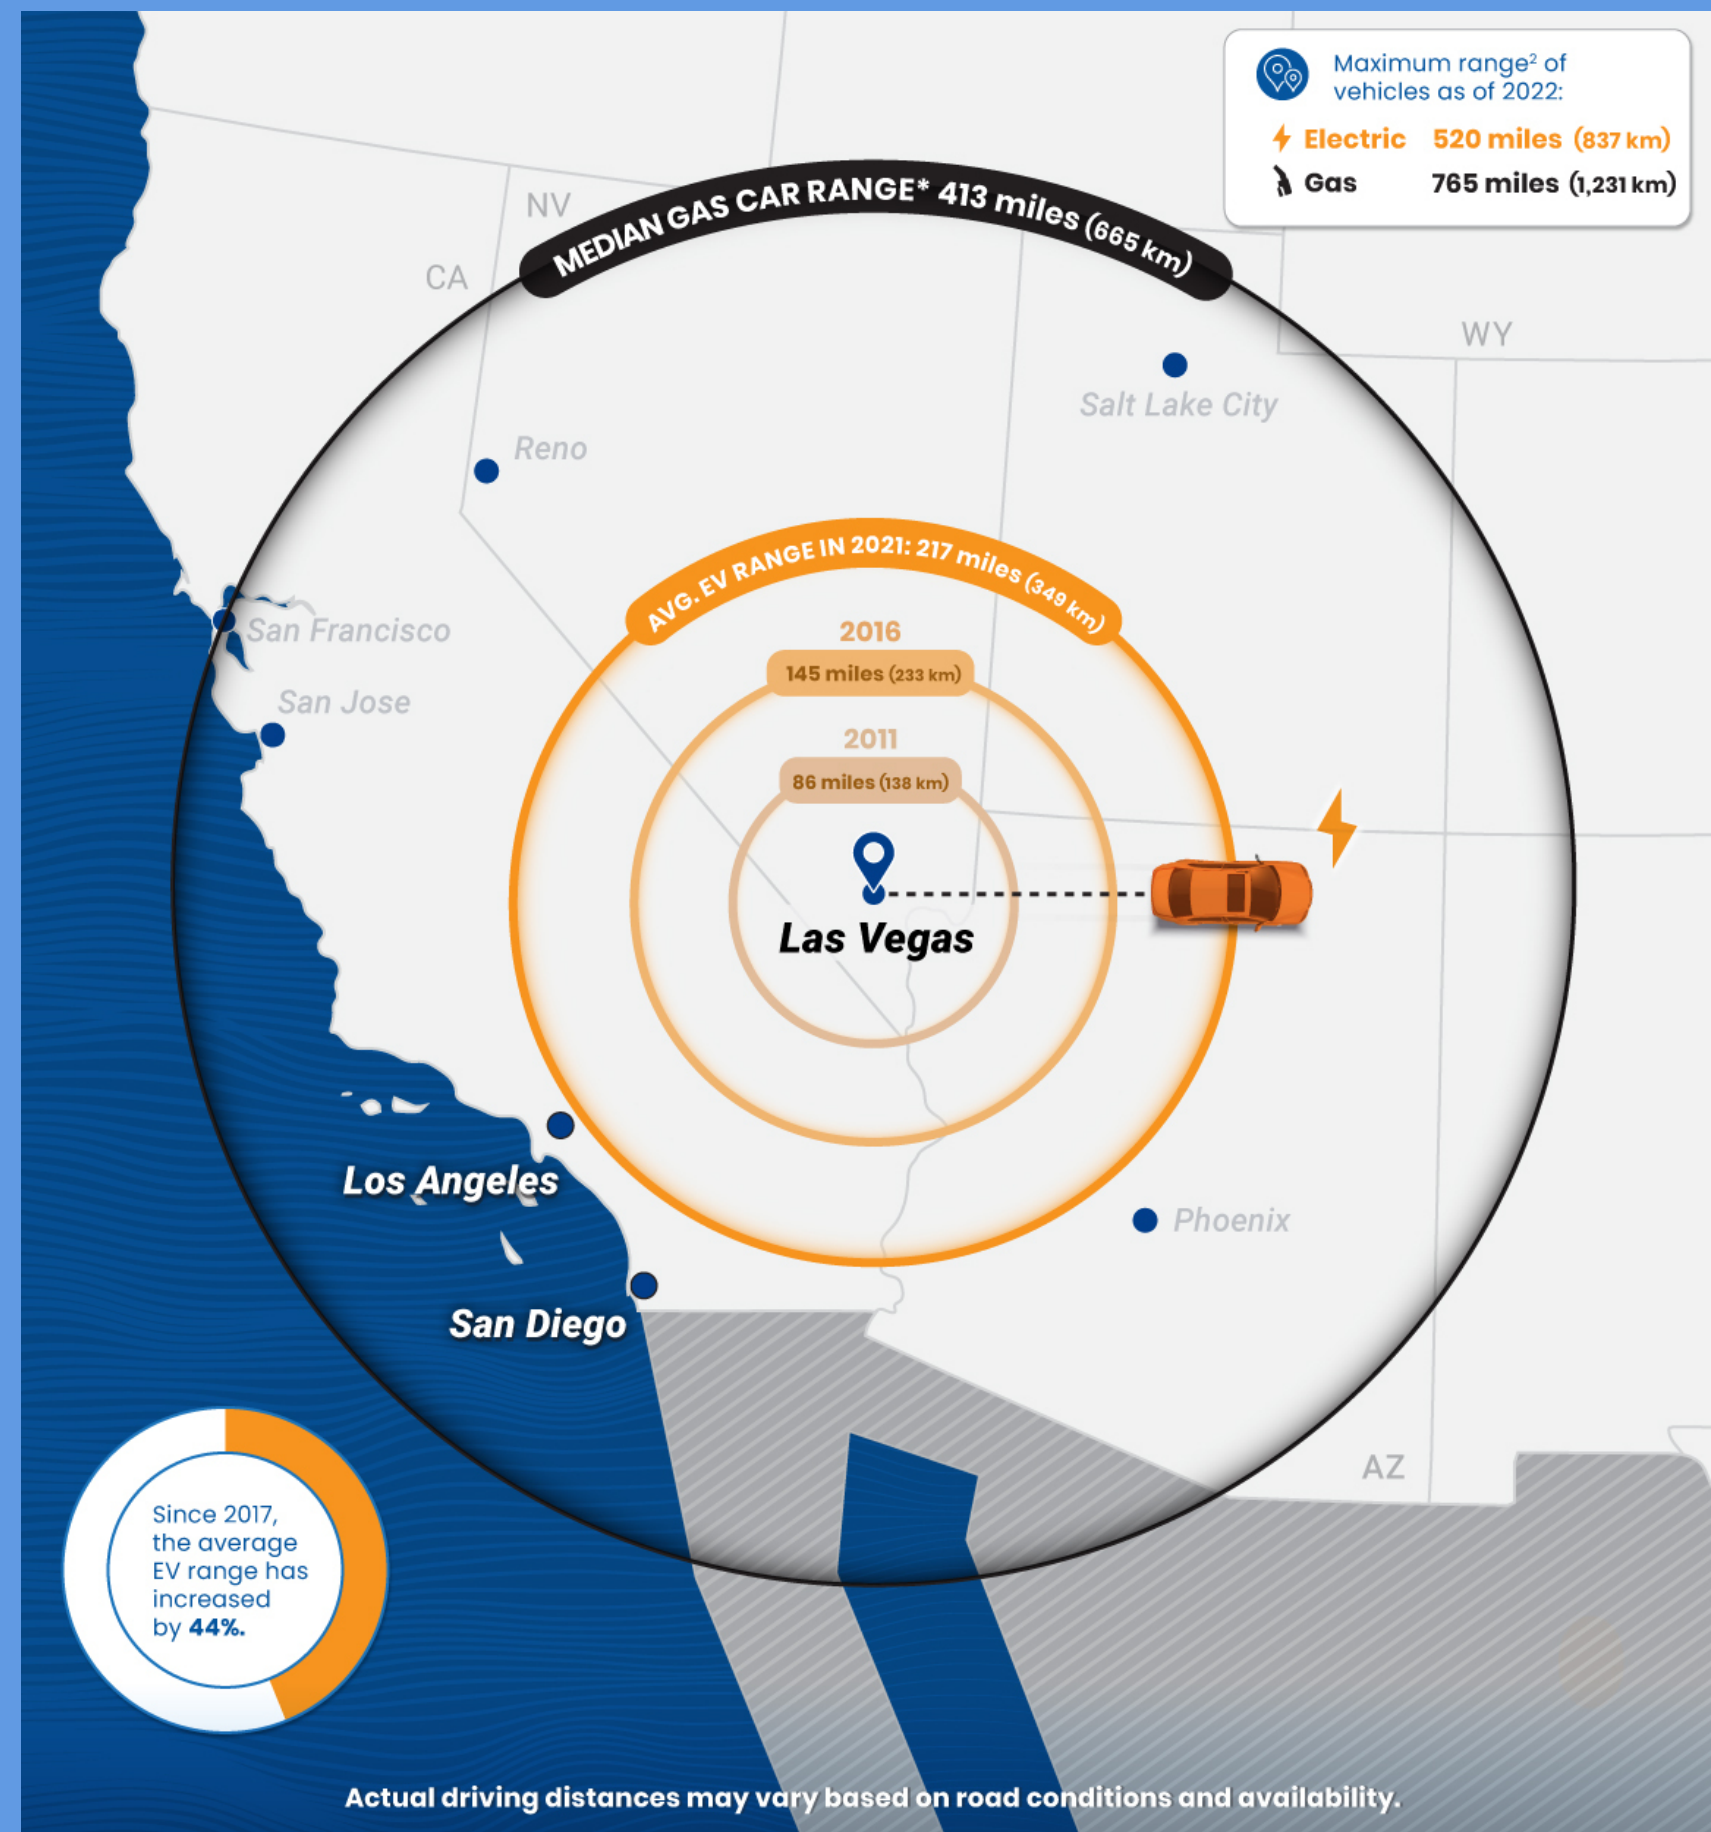 Maximum range² of
vehicles as of 2022:
Electric 520 miles (837 km)
Gas 765 miles (1,231 km)
MEDIAN GAS CAR RANGE* 413 miles (665 km)
NV
CA
WY
Salt Lake City
Reno
AVG. EV RANGE IN 2021: 217 miles (349 km)
San Francisco
2016
145 miles (233 km)
San Jose
2011
86 miles (138 km)
Las Vegas
Los Angeles
Phoenix
San Diego
AZ
Since 2017,
the average
EV range has
increased
by 44%.
Actual driving distances may vary based on road conditions and availability.